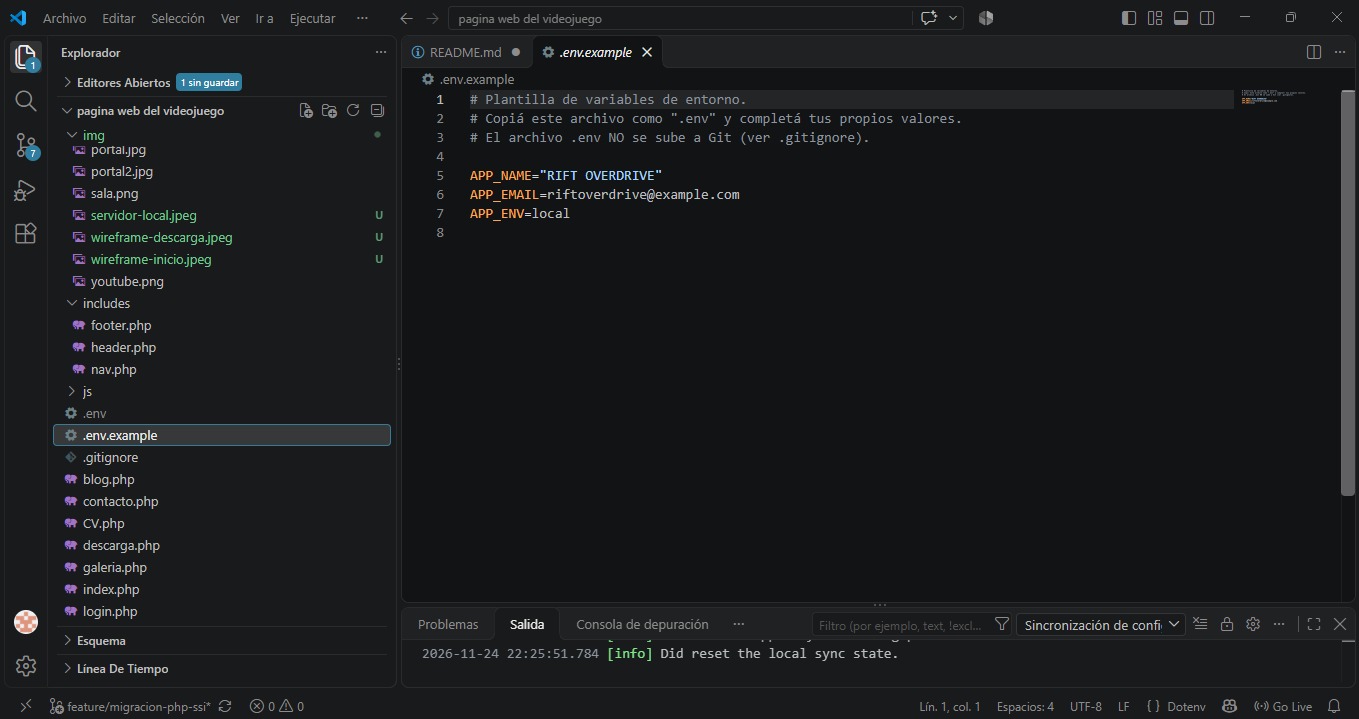 Archivo Editar Selección Ver Ir a Ejecutar ··· pagina web del videojuego
Explorador ···
Editores Abiertos 1 sin guardar
pagina web del videojuego
img
portal.jpg
portal2.jpg
sala.png
servidor-local.jpeg U
wireframe-descarga.jpeg U
wireframe-inicio.jpeg U
youtube.png
includes
footer.php
header.php
nav.php
js
.env
.env.example
.gitignore
blog.php
contacto.php
CV.php
descarga.php
galeria.php
index.php
login.php
Esquema
Línea De Tiempo
1
7
README.md
.env.example
.env.example
1 # Plantilla de variables de entorno.
2 # Copiá este archivo como ".env" y completá tus propios valores.
3 # El archivo .env NO se sube a Git (ver .gitignore).
4
5 APP_NAME="RIFT OVERDRIVE"
6 APP_EMAIL=riftoverdrive@example.com
7 APP_ENV=local
8
Problemas Salida Consola de depuración ··· Filtro (por ejemplo, text, !excl... Sincronización de confi
2026-11-24 22:25:51.784 [info] Did reset the local sync state.
feature/migracion-php-ssi* 0 0 Lín. 1, col. 1 Espacios: 4 UTF-8 LF { } Dotenv Go Live